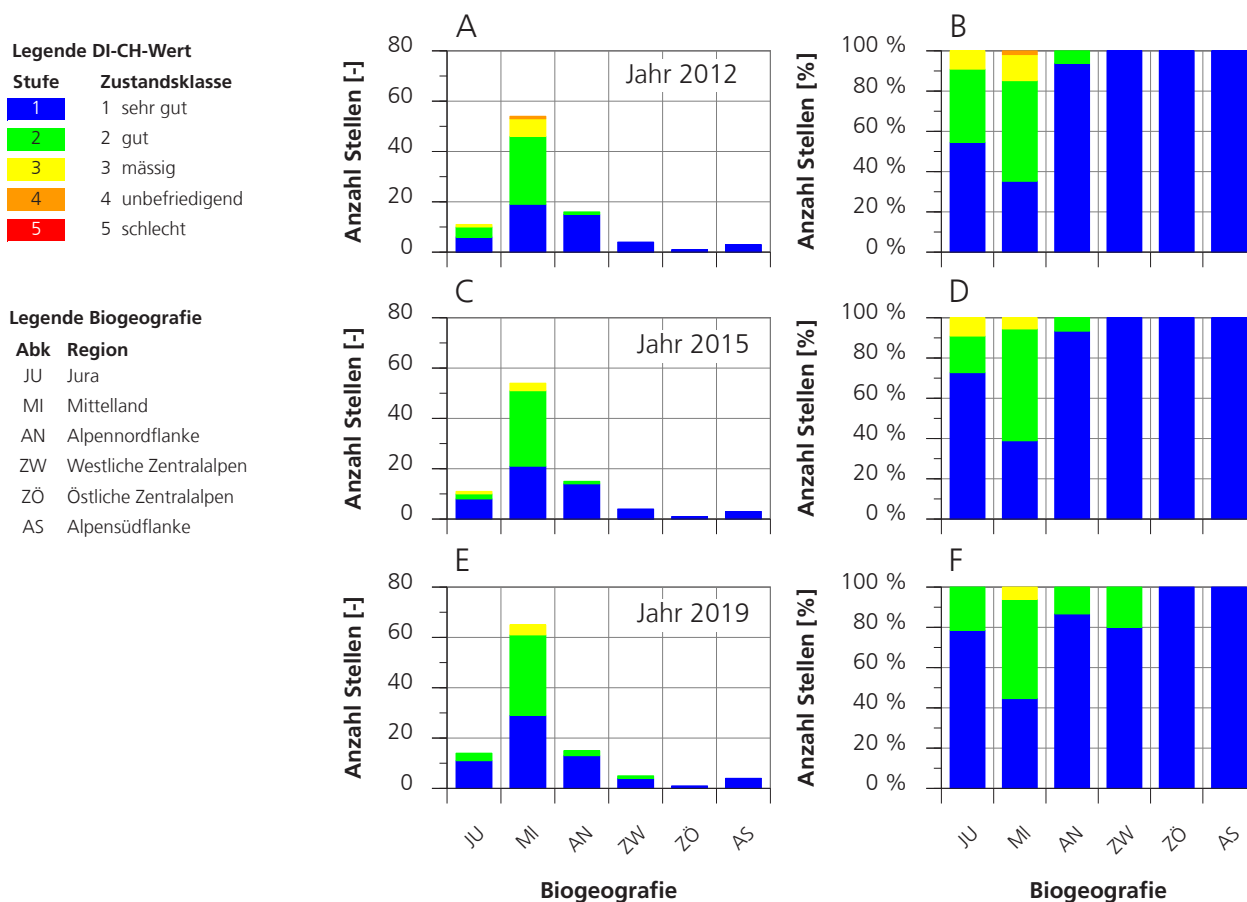 Legende DI-CH-Wert
Stufe Zustandsklasse
1 1 sehr gut
2 2 gut
3 3 mässig
4 4 unbefriedigend
5 5 schlecht
Legende Biogeografie
Abk Region
JU Jura
MI Mittelland
AN Alpennordflanke
ZW Westliche Zentralalpen
ZÖ Östliche Zentralalpen
AS Alpensüdflanke
A
Jahr 2012
Anzahl Stellen [-]
80
60
40
20
0
B
Anzahl Stellen [%]
100 %
80 %
60 %
40 %
20 %
0 %
C
Jahr 2015
Anzahl Stellen [-]
80
60
40
20
0
D
Anzahl Stellen [%]
100 %
80 %
60 %
40 %
20 %
0 %
E
Jahr 2019
Anzahl Stellen [-]
80
60
40
20
0
JU MI AN ZW ZÖ AS
Biogeografie
F
Anzahl Stellen [%]
100 %
80 %
60 %
40 %
20 %
0 %
JU MI AN ZW ZÖ AS
Biogeografie